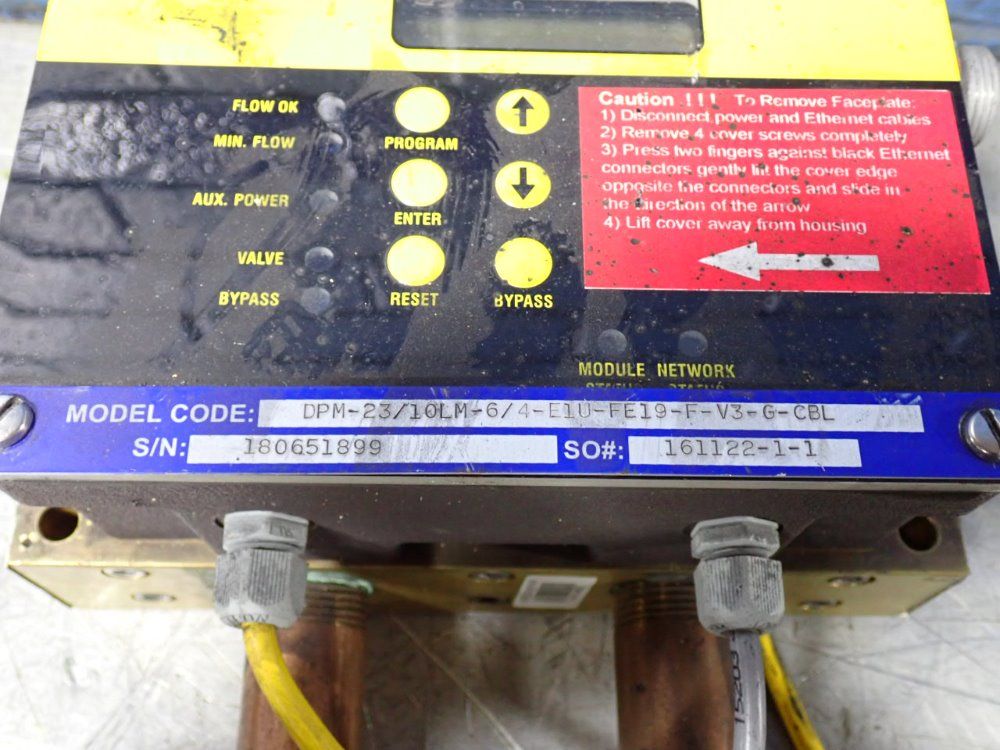 FLOW OK
MIN. FLOW
PROGRAM
AUX. POWER
ENTER
VALVE
BYPASS
RESET
BYPASS
Caution !!! To Remove Faceplate:
1) Disconnect power and Ethernet cables
2) Remove 4 cover screws completely
3) Press two fingers against black Ethernet
connectors gently lift the cover edge
opposite the connectors and slide in
the direction of the arrow
4) Lift cover away from housing
MODULE NETWORK
STATUS STATUS
MODEL CODE: DPM-23/10LM-6/4-E1U-FE19-F-V3-G-CBL
S/N: 180651899
SO#: 161122-1-1
15203